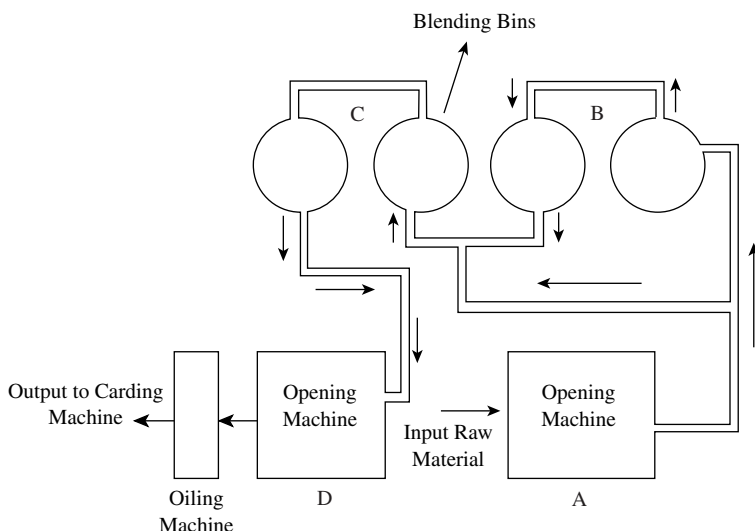 Blending Bins
C
B
Output to Carding
Machine
Opening
Machine
Input Raw
Material
Opening
Machine
Oiling
Machine
D
A